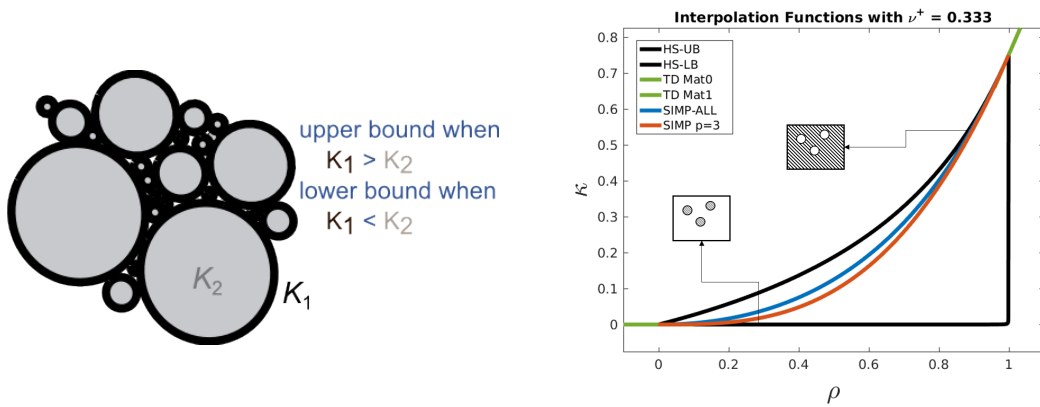 upper bound when
K₁ > K₂
lower bound when
K₁ < K₂
K₂
K₁
Interpolation Functions with ν⁺ = 0.333
HS-UB
HS-LB
TD Mat0
TD Mat1
SIMP-ALL
SIMP p=3
0.8
0.7
0.6
0.5
0.4
0.3
0.2
0.1
0
κ
0 0.2 0.4 0.6 0.8 1
ρ